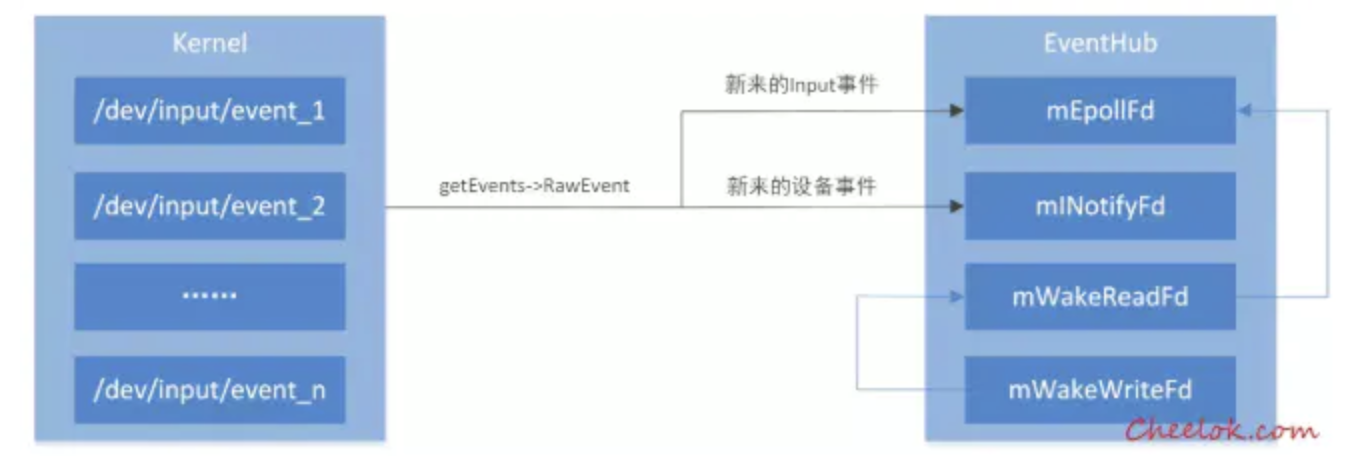 Kernel
/dev/input/event_1
/dev/input/event_2
......
/dev/input/event_n
getEvents->RawEvent
新来的Input事件
新来的设备事件
EventHub
mEpollFd
mINotifyFd
mWakeReadFd
mWakeWriteFd
Cheelok.com